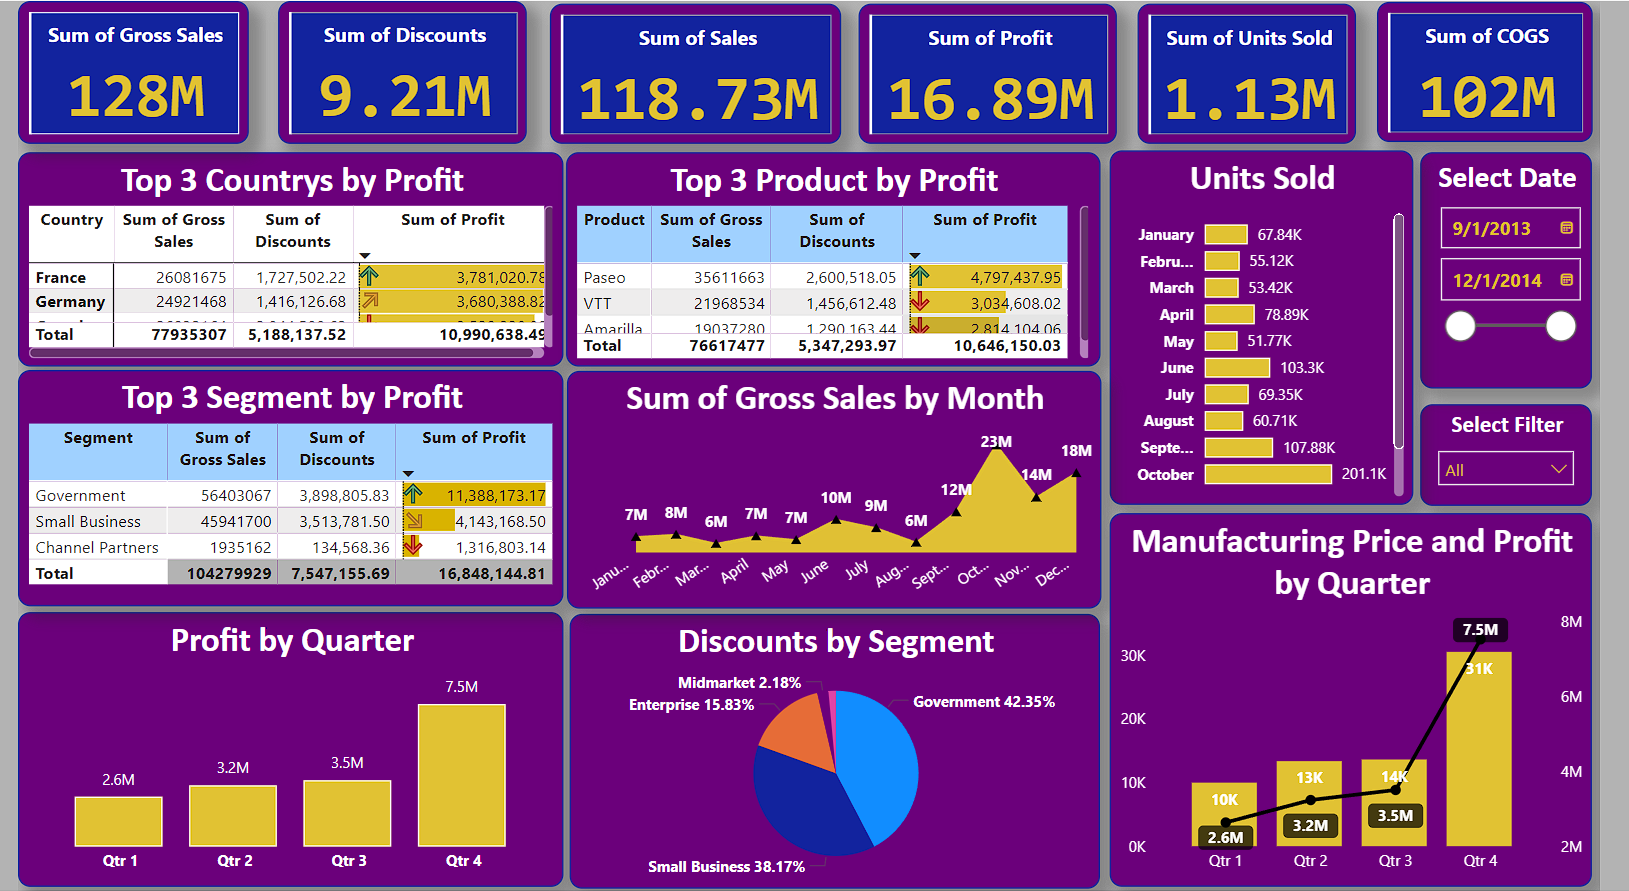 Sum of Gross Sales
128M
Sum of Discounts
9.21M
Sum of Sales
118.73M
Sum of Profit
16.89M
Sum of Units Sold
1.13M
Sum of COGS
102M
Top 3 Countrys by Profit
Country Sum of Gross Sales Sum of Discounts Sum of Profit
France 26081675 1,727,502.22 3,781,020.78
Germany 24921468 1,416,126.68 3,680,388.82
Total 77935307 5,188,137.52 10,990,638.49
Top 3 Product by Profit
Product Sum of Gross Sales Sum of Discounts Sum of Profit
Paseo 35611663 2,600,518.05 4,797,437.95
VTT 21968534 1,456,612.48 3,034,608.02
Amarilla 19037280 1,290,163.44 2,814,104.06
Total 76617477 5,347,293.97 10,646,150.03
Units Sold
January 67.84K
Febru... 55.12K
March 53.42K
April 78.89K
May 51.77K
June 103.3K
July 69.35K
August 60.71K
Septe... 107.88K
October 201.1K
Select Date
9/1/2013
12/1/2014
Select Filter
All
Top 3 Segment by Profit
Segment Sum of Gross Sales Sum of Discounts Sum of Profit
Government 56403067 3,898,805.83 11,388,173.17
Small Business 45941700 3,513,781.50 4,143,168.50
Channel Partners 1935162 134,568.36 1,316,803.14
Total 104279929 7,547,155.69 16,848,144.81
Sum of Gross Sales by Month
7M 8M 6M 7M 7M 10M 9M 6M 12M 23M 14M 18M
Janu... Febr... Mar... April May June July Aug... Sept... Oct... Nov... Dec...
Profit by Quarter
2.6M 3.2M 3.5M 7.5M
Qtr 1 Qtr 2 Qtr 3 Qtr 4
Discounts by Segment
Midmarket 2.18%
Enterprise 15.83%
Government 42.35%
Small Business 38.17%
Manufacturing Price and Profit
by Quarter
30K
20K
10K
0K
8M
6M
4M
2M
10K 13K 14K 31K
2.6M 3.2M 3.5M 7.5M
Qtr 1 Qtr 2 Qtr 3 Qtr 4